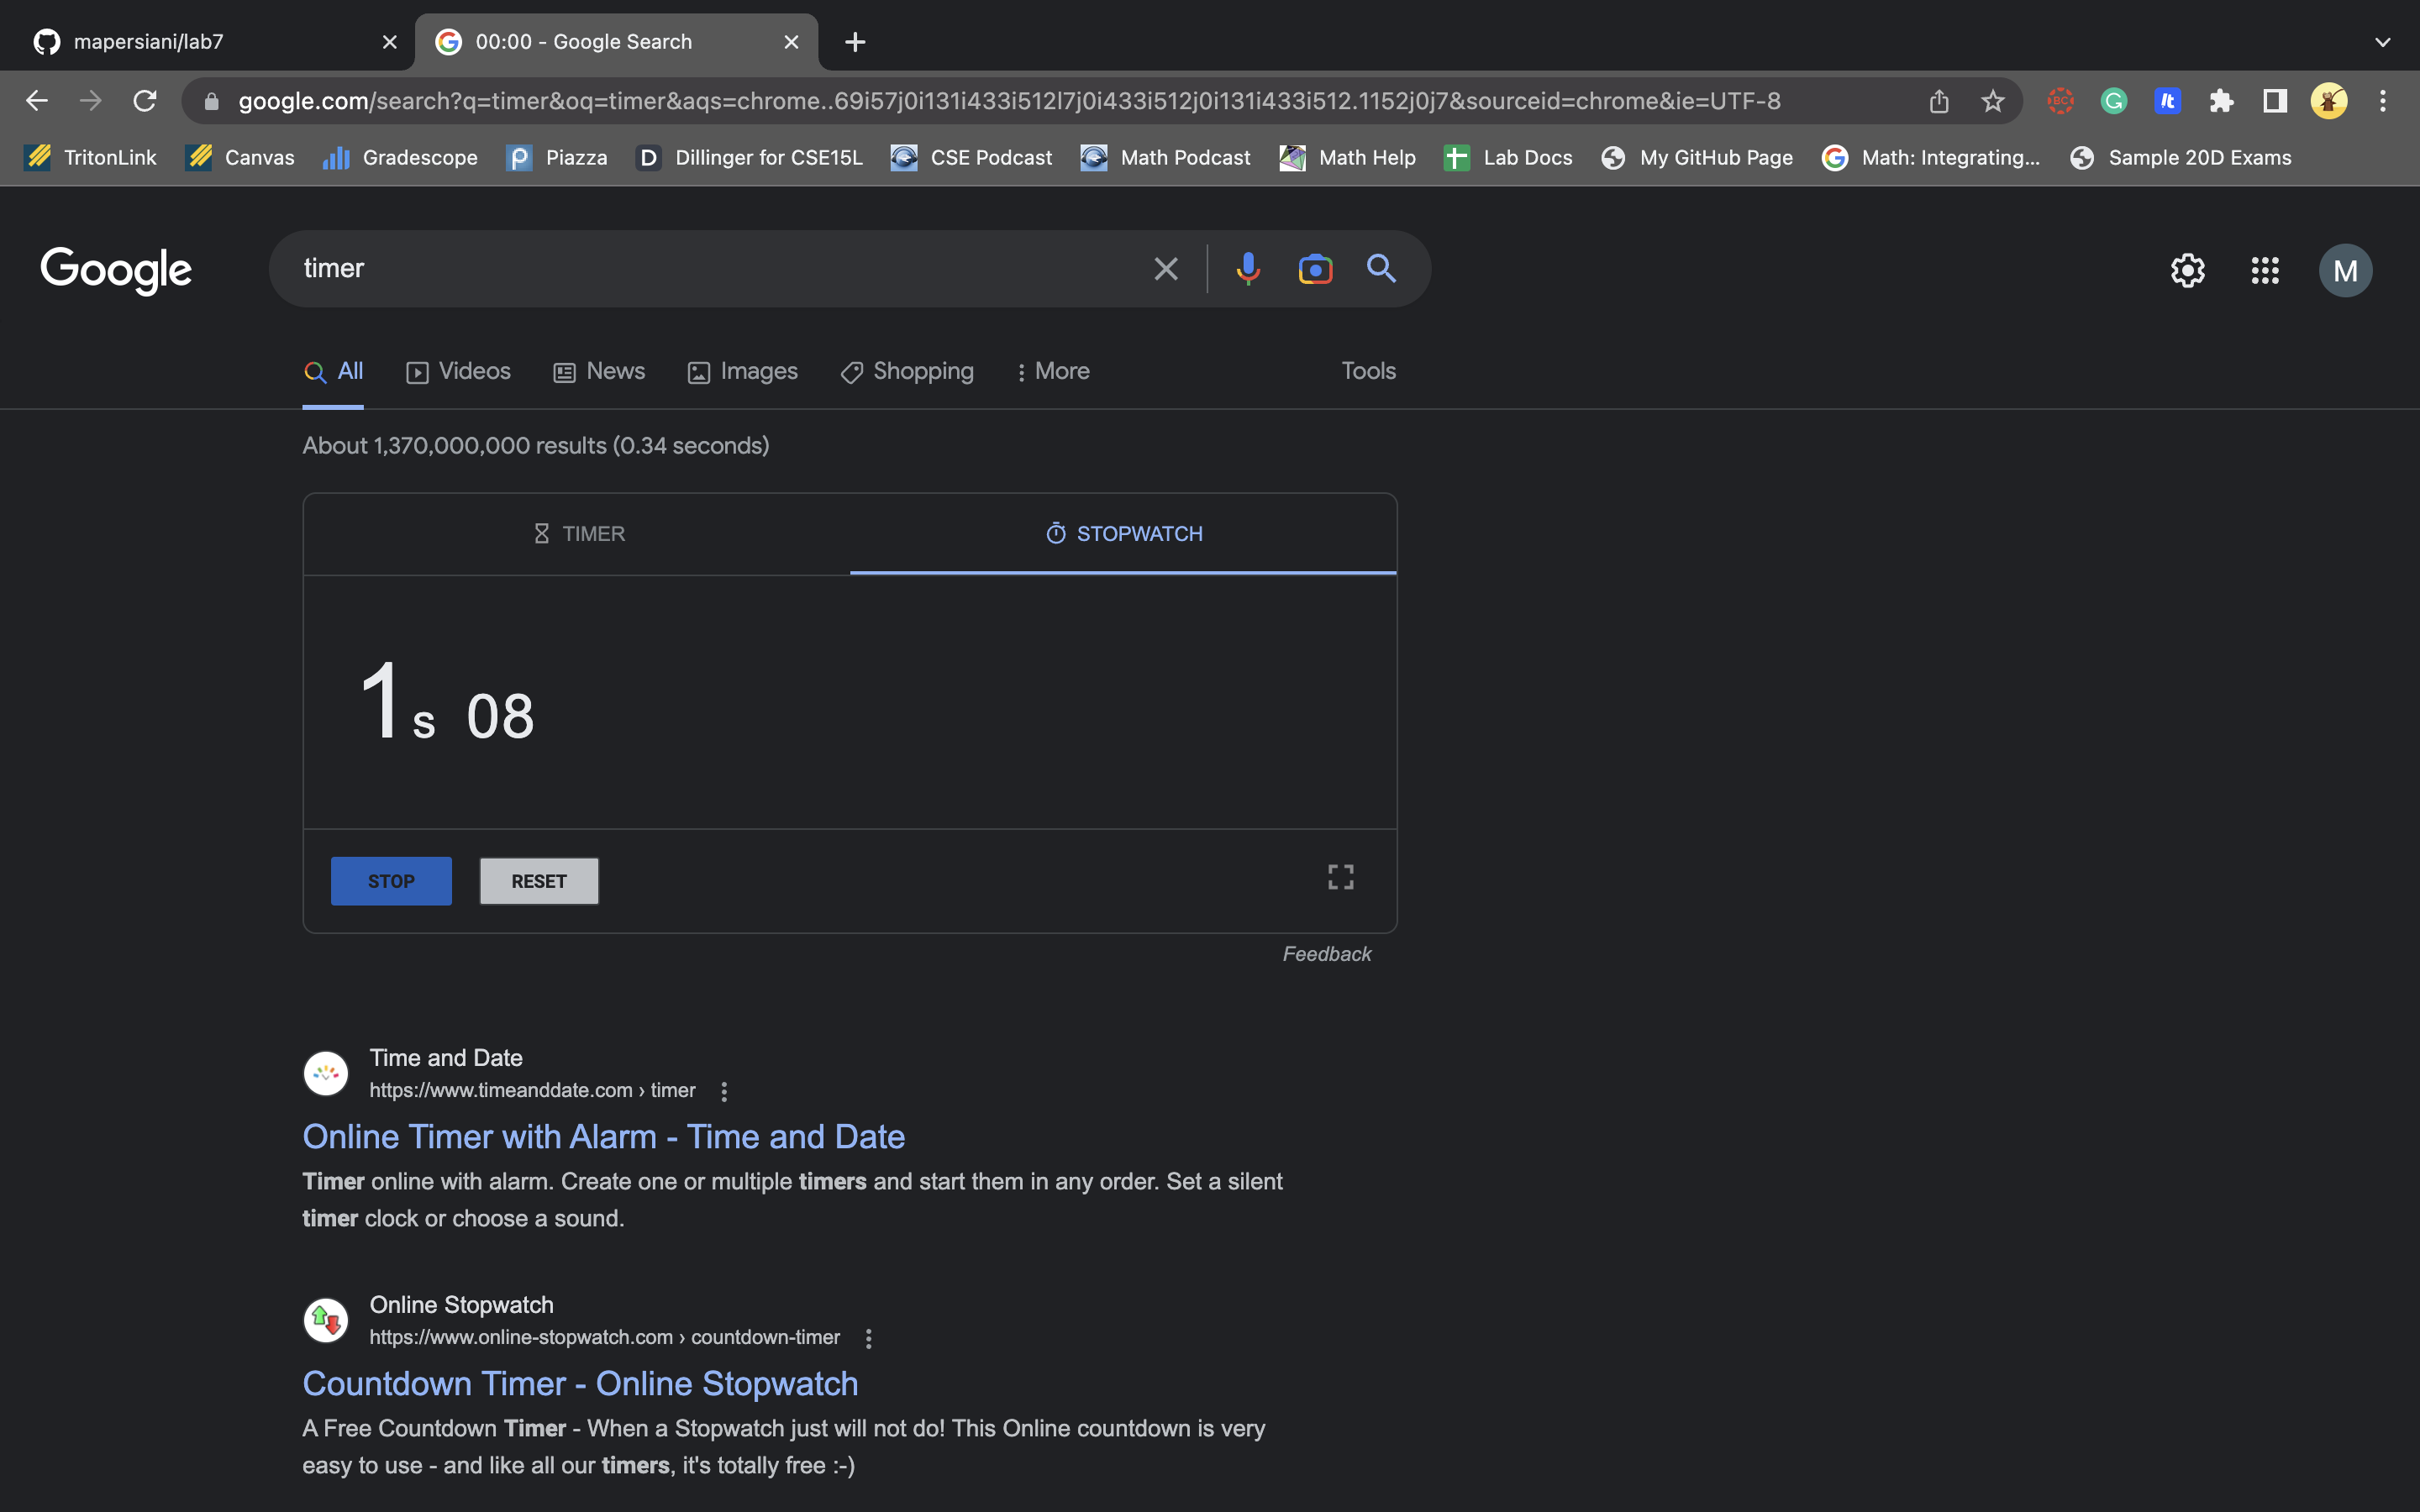 mapersiani/lab7
00:00 - Google Search
google.com/search?q=timer&oq=timer&aqs=chrome..69i57j0i131i433i512l7j0i433i512j0i131i433i512.1152j0j7&sourceid=chrome&ie=UTF-8
BC
G
lt
TritonLink
Canvas
Gradescope
P
Piazza
D
Dillinger for CSE15L
CSE Podcast
Math Podcast
Math Help
Lab Docs
My GitHub Page
Math: Integrating...
Sample 20D Exams
Google
timer
M
All
Videos
News
Images
Shopping
More
Tools
About 1,370,000,000 results (0.34 seconds)
TIMER
STOPWATCH
1s 08
STOP
RESET
Feedback
Time and Date
https://www.timeanddate.com › timer
Online Timer with Alarm - Time and Date
Timer online with alarm. Create one or multiple timers and start them in any order. Set a silent
timer clock or choose a sound.
Online Stopwatch
https://www.online-stopwatch.com › countdown-timer
Countdown Timer - Online Stopwatch
A Free Countdown Timer - When a Stopwatch just will not do! This Online countdown is very
easy to use - and like all our timers, it's totally free :-)